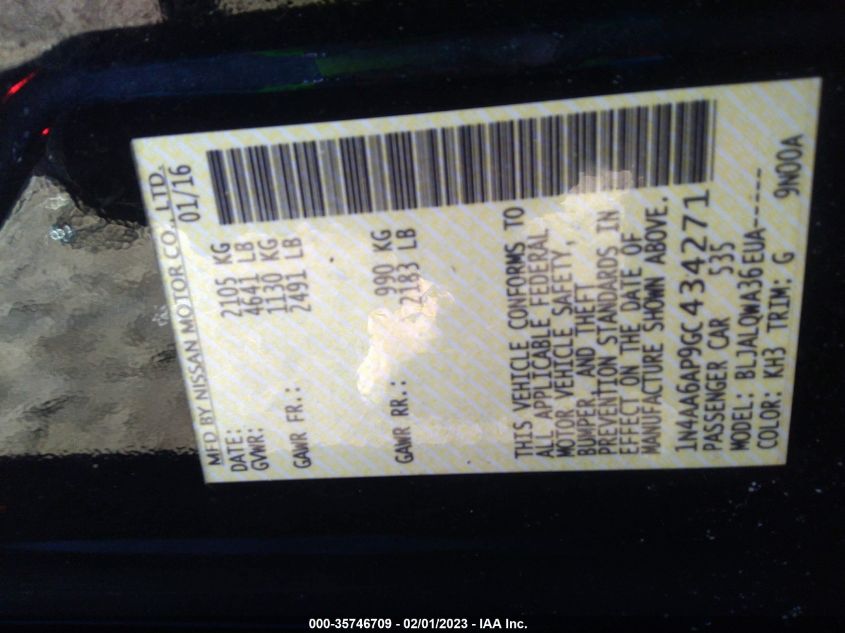 MFD BY NISSAN MOTOR CO., LTD.
DATE: 01/16
GVWR: 2105 KG
4641 LB
GAWR FR.: 1130 KG
2491 LB
GAWR RR.: 990 KG
2183 LB
THIS VEHICLE CONFORMS TO
ALL APPLICABLE FEDERAL
MOTOR VEHICLE SAFETY,
BUMPER AND THEFT
PREVENTION STANDARDS IN
EFFECT ON THE DATE OF
MANUFACTURE SHOWN ABOVE.
1N4AA6AP9GC434271
PASSENGER CAR 535
MODEL: BLJALQWA36EUA-----
COLOR: KH3 TRIM: G 9N00A
000-35746709 - 02/01/2023 - IAA Inc.